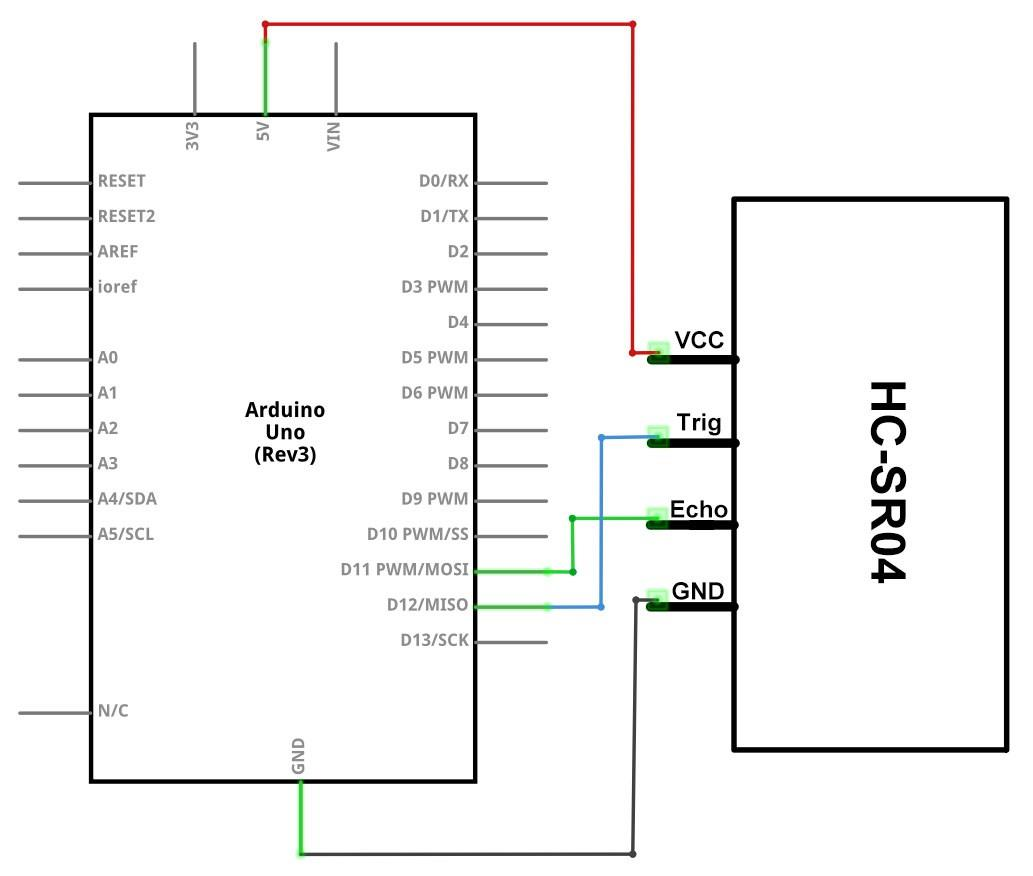 3V3
5V
VIN
RESET
RESET2
AREF
ioref
A0
A1
A2
A3
A4/SDA
A5/SCL
N/C
Arduino
Uno
(Rev3)
D0/RX
D1/TX
D2
D3 PWM
D4
D5 PWM
D6 PWM
D7
D8
D9 PWM
D10 PWM/SS
D11 PWM/MOSI
D12/MISO
D13/SCK
GND
VCC
Trig
Echo
GND
HC-SR04